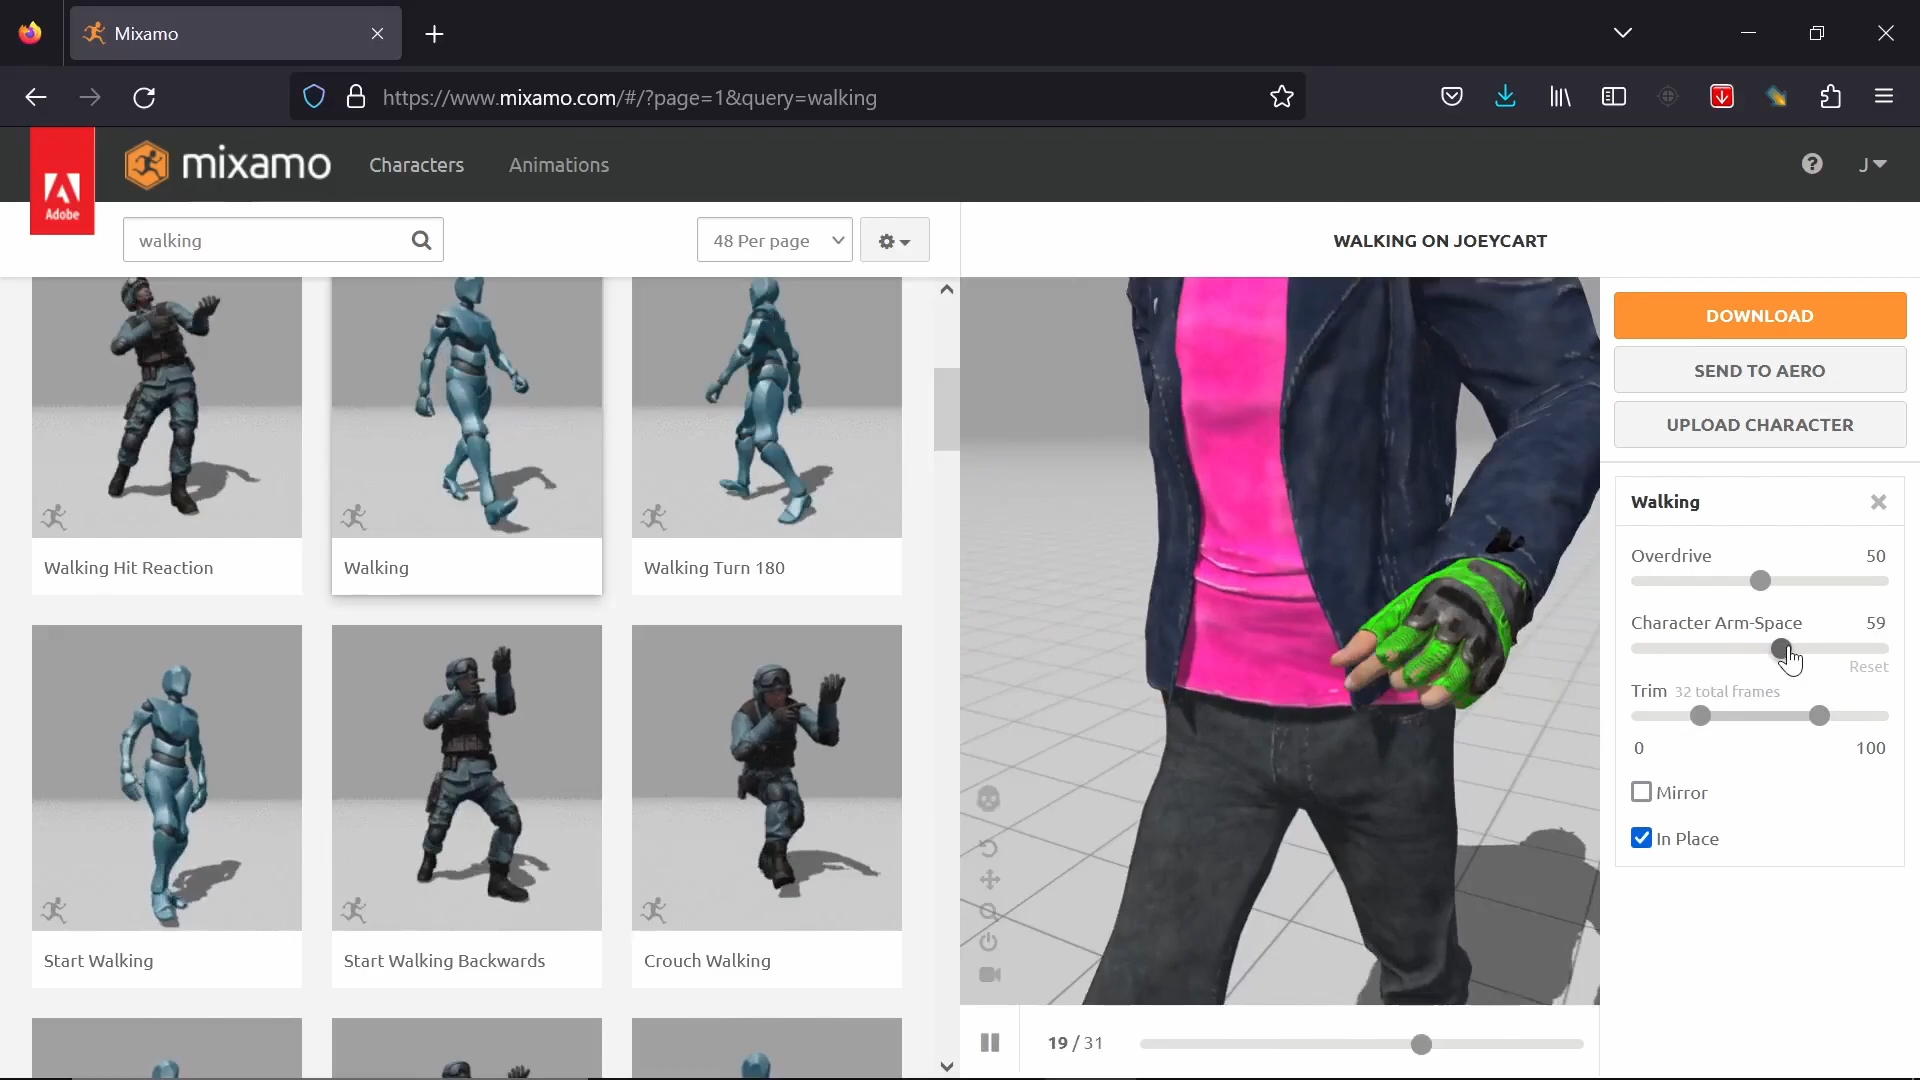 Mixamo
https://www.mixamo.com/#/?page=1&query=walking
Adobe
mixamo
Characters
Animations
J
walking
48 Per page
WALKING ON JOEYCART
Walking Hit Reaction
Walking
Walking Turn 180
Start Walking
Start Walking Backwards
Crouch Walking
19 / 31
DOWNLOAD
SEND TO AERO
UPLOAD CHARACTER
Walking
Overdrive 50
Character Arm-Space 59
Reset
Trim 32 total frames
0 100
Mirror
In Place